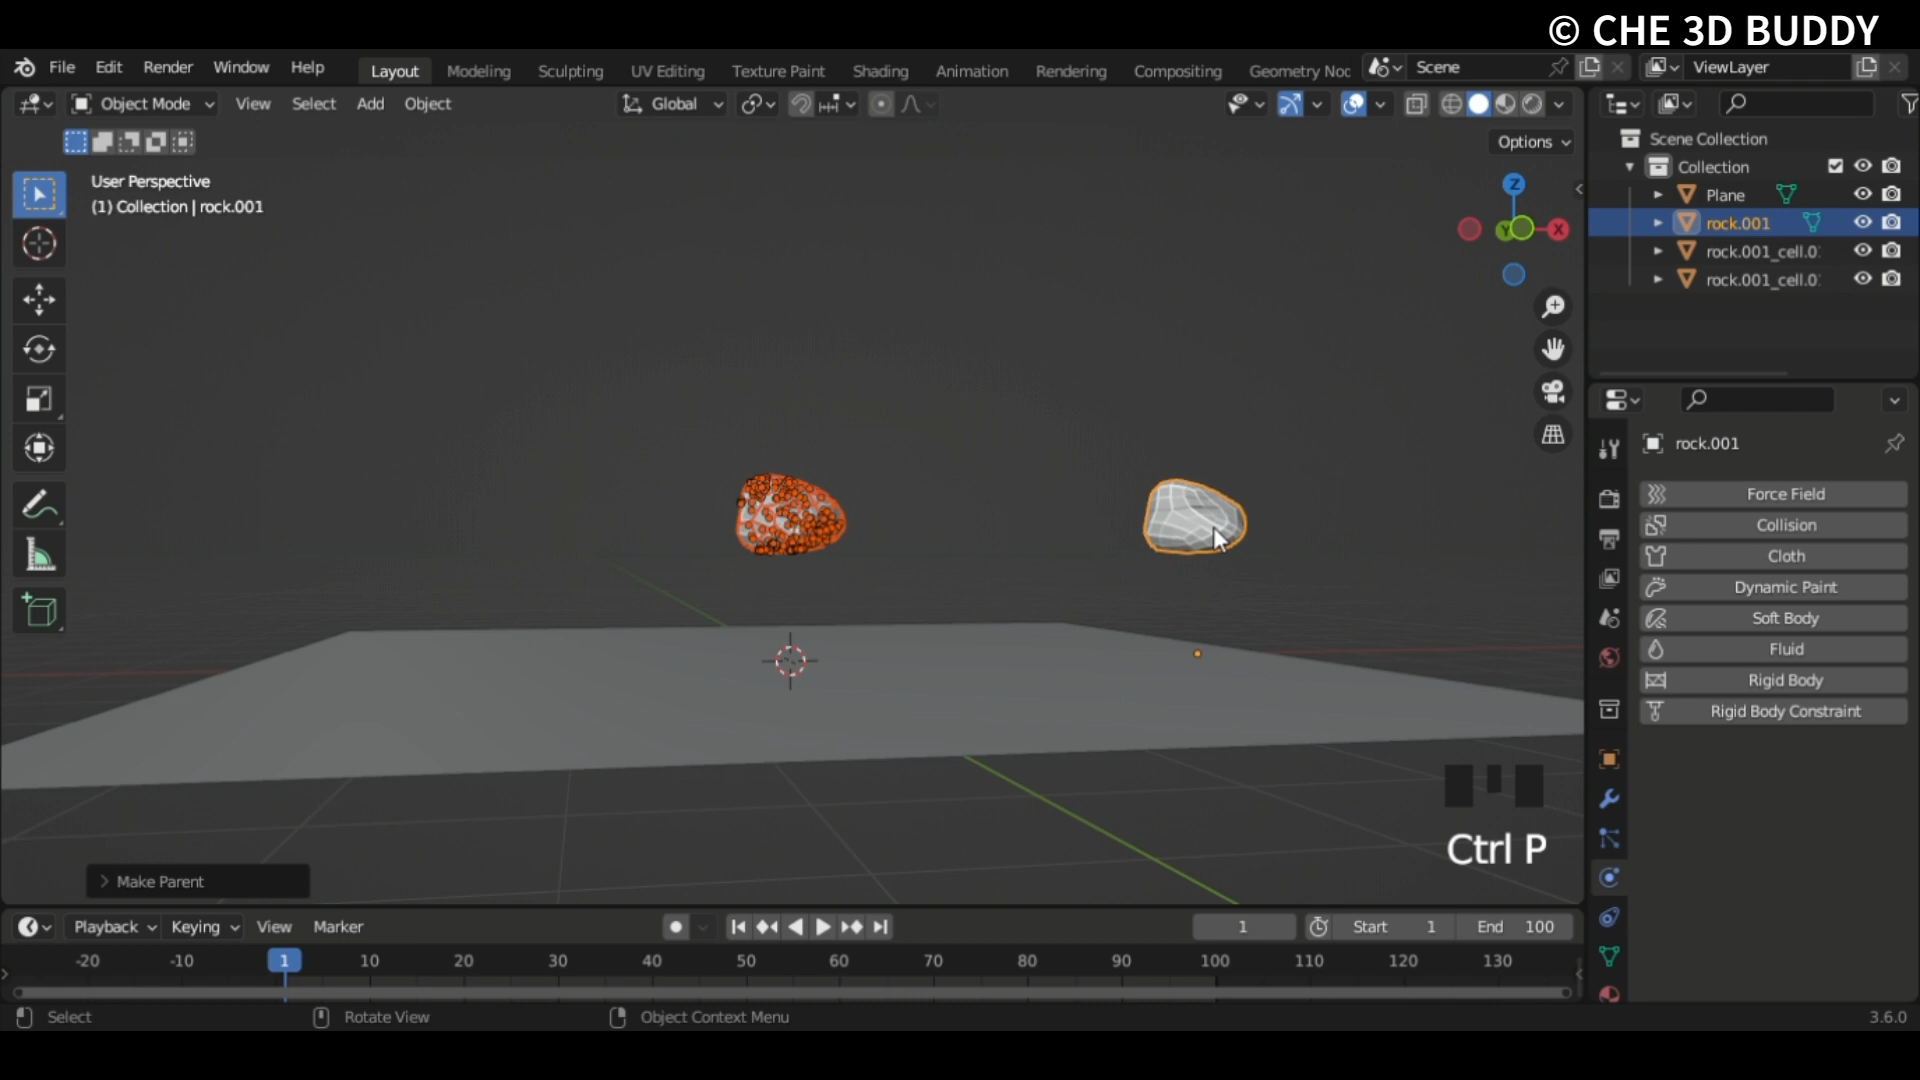 © CHE 3D BUDDY
File Edit Render Window Help Layout Modeling Sculpting UV Editing Texture Paint Shading Animation Rendering Compositing Geometry Noc Scene ViewLayer
Object Mode View Select Add Object Global
Options
User Perspective
(1) Collection | rock.001
Z
Y
X
Scene Collection
Collection
Plane
rock.001
rock.001_cell.0
rock.001_cell.0
rock.001
Force Field
Collision
Cloth
Dynamic Paint
Soft Body
Fluid
Rigid Body
Rigid Body Constraint
Ctrl P
Make Parent
Playback Keying View Marker 1 Start 1 End 100
-20 -10 1 10 20 30 40 50 60 70 80 90 100 110 120 130
Select Rotate View Object Context Menu 3.6.0